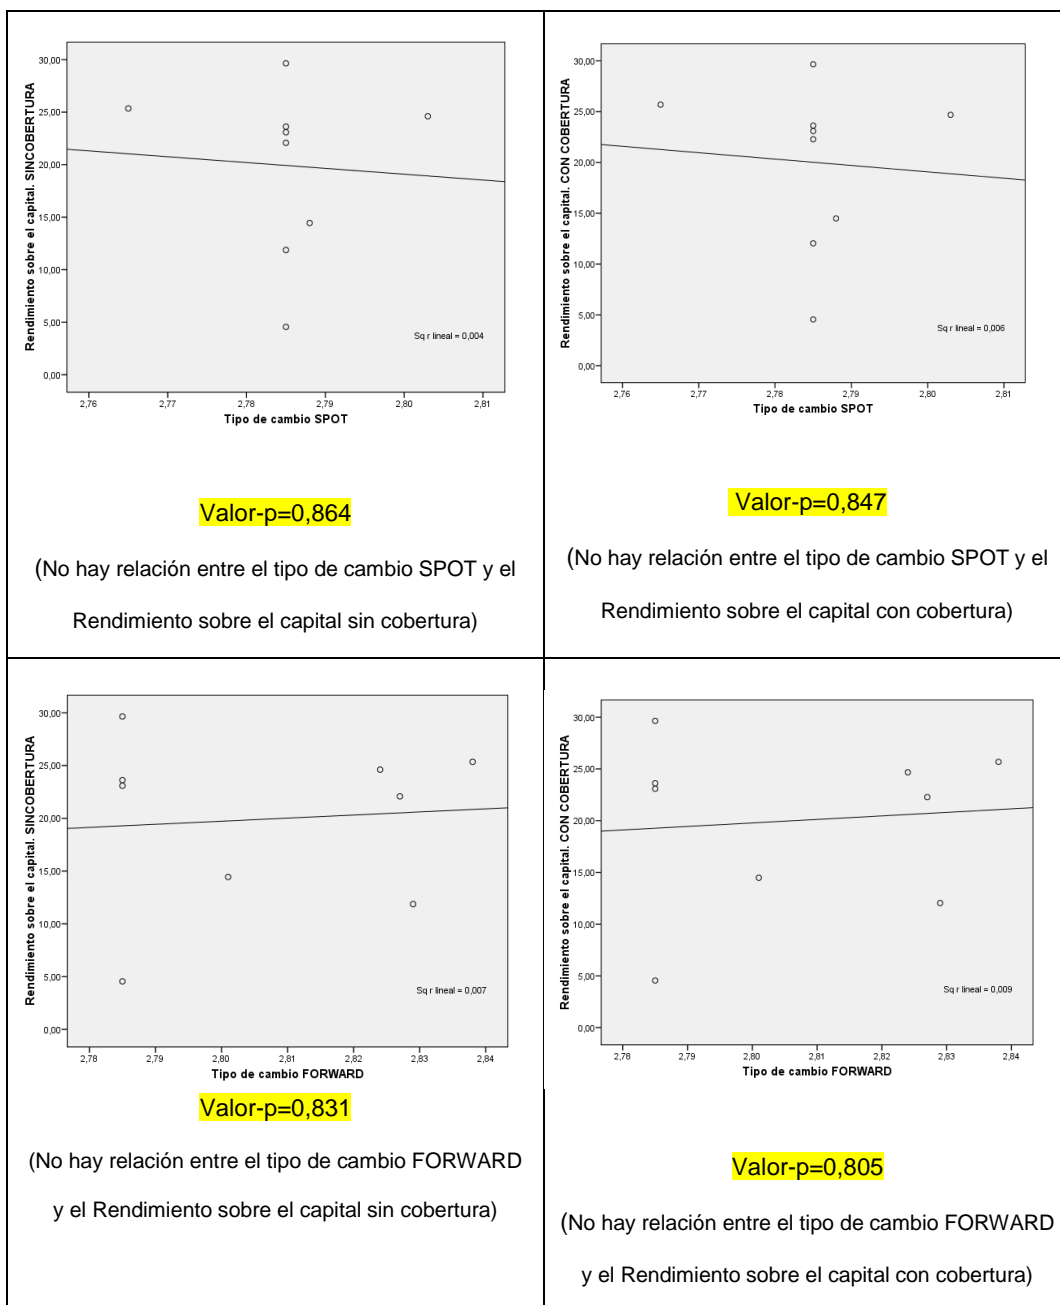 Rendimiento sobre el capital. SINCOBERTURA
30,00
25,00
20,00
15,00
10,00
5,00
0,00
Sq r lineal = 0,004
2,76 2,77 2,78 2,79 2,80 2,81
Tipo de cambio SPOT
Valor-p=0,864
(No hay relación entre el tipo de cambio SPOT y el
Rendimiento sobre el capital sin cobertura)
Rendimiento sobre el capital. CON COBERTURA
30,00
25,00
20,00
15,00
10,00
5,00
0,00
Sq r lineal = 0,006
2,76 2,77 2,78 2,79 2,80 2,81
Tipo de cambio SPOT
Valor-p=0,847
(No hay relación entre el tipo de cambio SPOT y el
Rendimiento sobre el capital con cobertura)
Rendimiento sobre el capital. SINCOBERTURA
30,00
25,00
20,00
15,00
10,00
5,00
0,00
Sq r lineal = 0,007
2,78 2,79 2,80 2,81 2,82 2,83 2,84
Tipo de cambio FORWARD
Valor-p=0,831
(No hay relación entre el tipo de cambio FORWARD
y el Rendimiento sobre el capital sin cobertura)
Rendimiento sobre el capital. CON COBERTURA
30,00
25,00
20,00
15,00
10,00
5,00
0,00
Sq r lineal = 0,009
2,78 2,79 2,80 2,81 2,82 2,83 2,84
Tipo de cambio FORWARD
Valor-p=0,805
(No hay relación entre el tipo de cambio FORWARD
y el Rendimiento sobre el capital con cobertura)